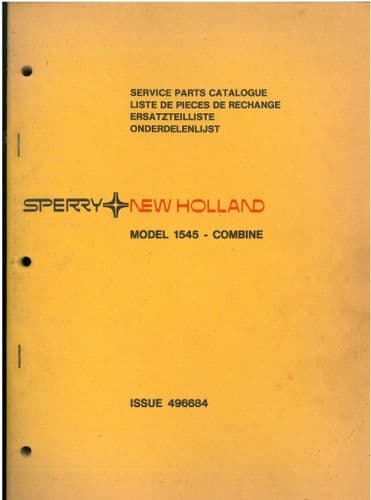 SERVICE PARTS CATALOGUE
LISTE DE PIECES DE RECHANGE
ERSATZTEILLISTE
ONDERDELENLIJST
SPERRY NEW HOLLAND
MODEL 1545 - COMBINE
ISSUE 496684